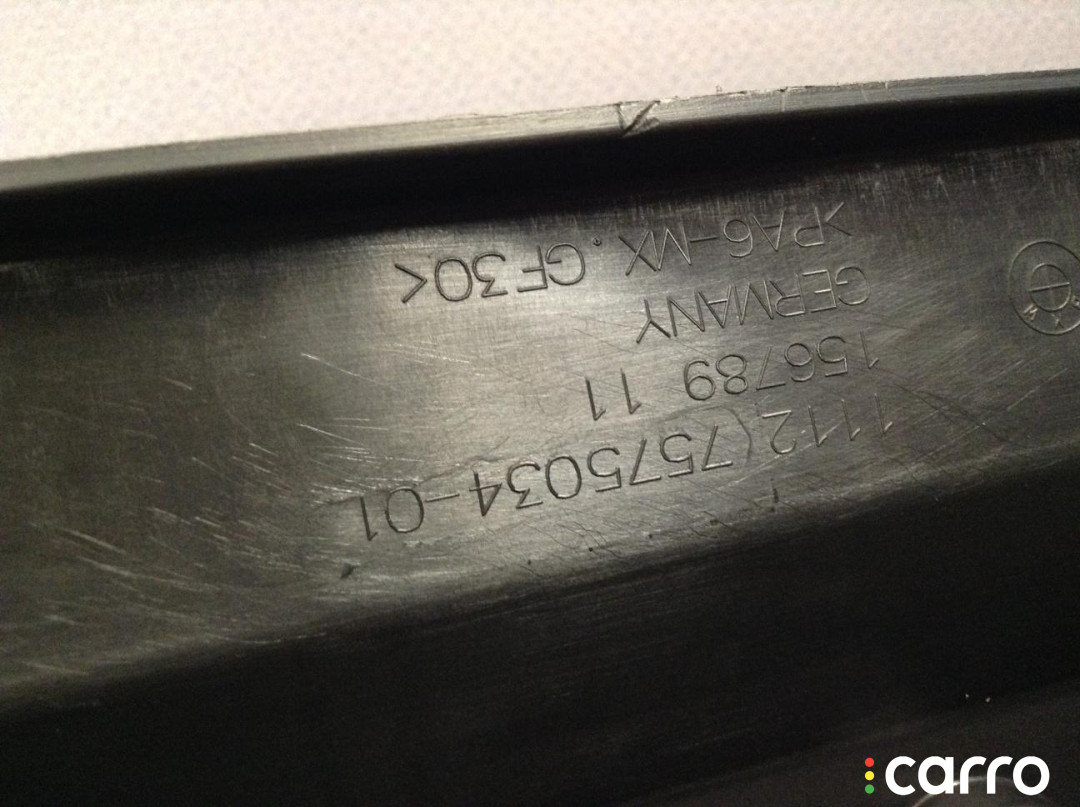 1112(7575034-01
156789 11
GERMANY
>PA6-MX.GF30<
carro